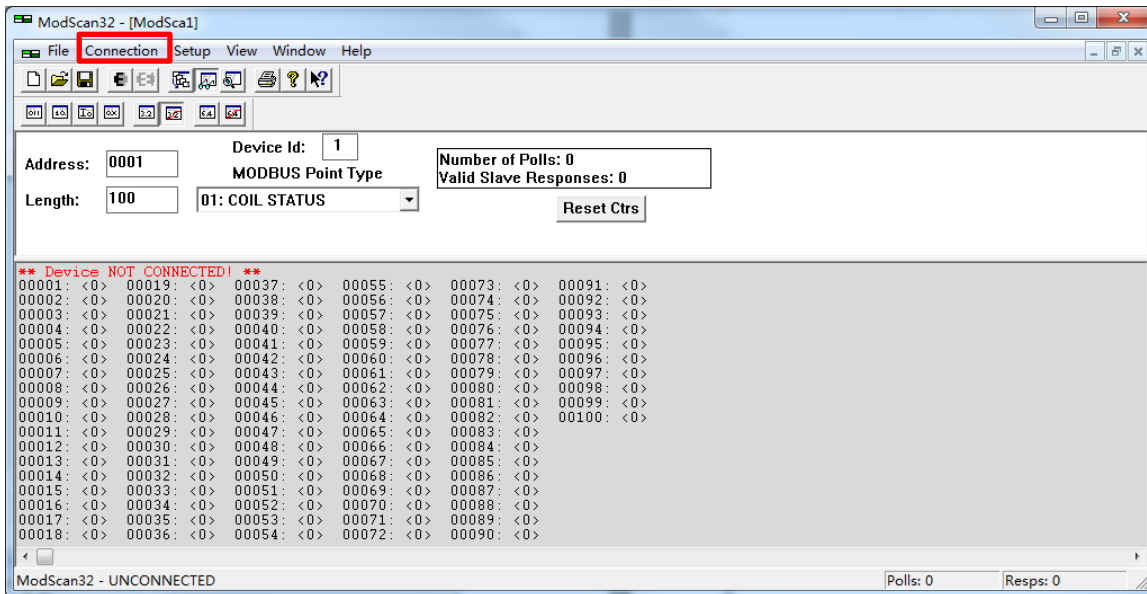 ModScan32 - [ModSca1]
File Connection Setup View Window Help
Device Id: 1
Address: 0001
MODBUS Point Type
Number of Polls: 0
Valid Slave Responses: 0
Length: 100
01: COIL STATUS
Reset Ctrs
** Device NOT CONNECTED! **
00001: <0> 00019: <0> 00037: <0> 00055: <0> 00073: <0> 00091: <0>
00002: <0> 00020: <0> 00038: <0> 00056: <0> 00074: <0> 00092: <0>
00003: <0> 00021: <0> 00039: <0> 00057: <0> 00075: <0> 00093: <0>
00004: <0> 00022: <0> 00040: <0> 00058: <0> 00076: <0> 00094: <0>
00005: <0> 00023: <0> 00041: <0> 00059: <0> 00077: <0> 00095: <0>
00006: <0> 00024: <0> 00042: <0> 00060: <0> 00078: <0> 00096: <0>
00007: <0> 00025: <0> 00043: <0> 00061: <0> 00079: <0> 00097: <0>
00008: <0> 00026: <0> 00044: <0> 00062: <0> 00080: <0> 00098: <0>
00009: <0> 00027: <0> 00045: <0> 00063: <0> 00081: <0> 00099: <0>
00010: <0> 00028: <0> 00046: <0> 00064: <0> 00082: <0> 00100: <0>
00011: <0> 00029: <0> 00047: <0> 00065: <0> 00083: <0>
00012: <0> 00030: <0> 00048: <0> 00066: <0> 00084: <0>
00013: <0> 00031: <0> 00049: <0> 00067: <0> 00085: <0>
00014: <0> 00032: <0> 00050: <0> 00068: <0> 00086: <0>
00015: <0> 00033: <0> 00051: <0> 00069: <0> 00087: <0>
00016: <0> 00034: <0> 00052: <0> 00070: <0> 00088: <0>
00017: <0> 00035: <0> 00053: <0> 00071: <0> 00089: <0>
00018: <0> 00036: <0> 00054: <0> 00072: <0> 00090: <0>
ModScan32 - UNCONNECTED
Polls: 0
Resps: 0